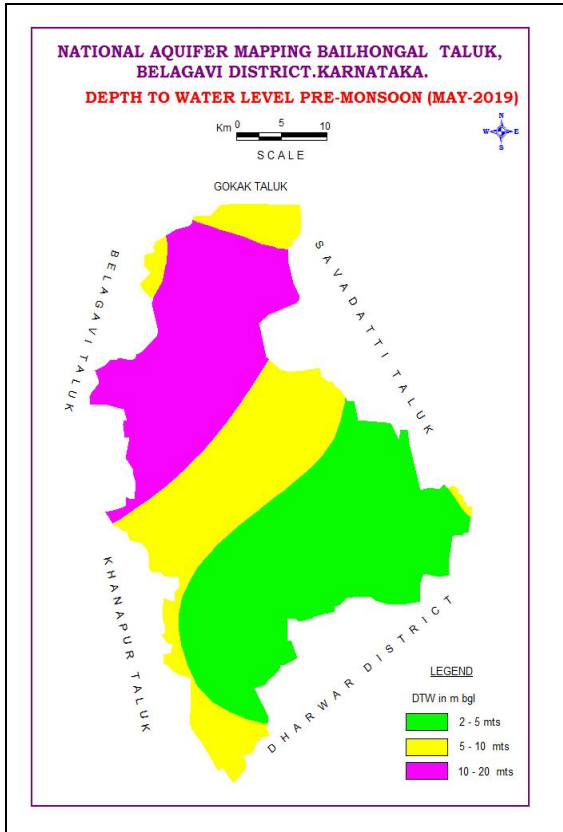 NATIONAL AQUIFER MAPPING BAILHONGAL TALUK,
BELAGAVI DISTRICT.KARNATAKA.
DEPTH TO WATER LEVEL PRE-MONSOON (MAY-2019)
Km 0 5 10
SCALE
N
W E
S
GOKAK TALUK
BELAGAVI TALUK
SAVADATTI TALUK
KHANAPUR TALUK
DHARWAR DISTRICT
LEGEND
DTW in m bgl
2 - 5 mts
5 - 10 mts
10 - 20 mts